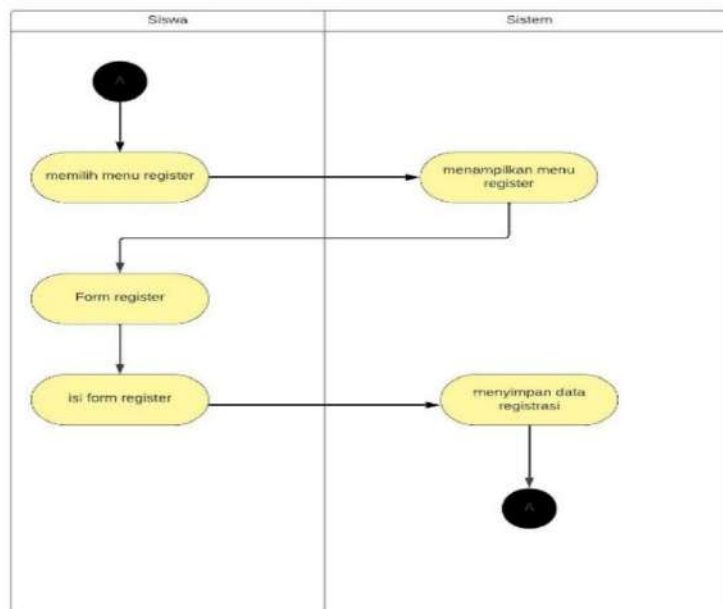 Siswa
Sistem
A
memilih menu register
menampilkan menu
register
Form register
isi form register
menyimpan data
registrasi
A